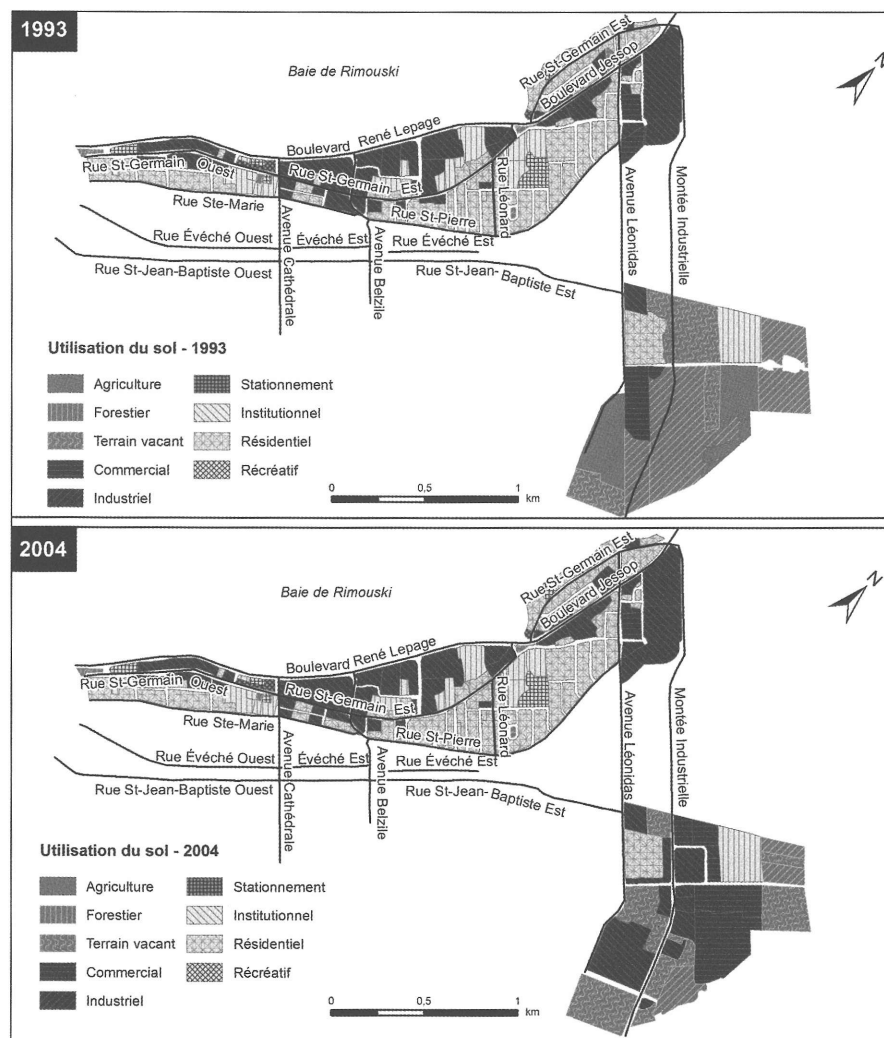 1993
Baie de Rimouski
N
Rue St-Germain Est
Boulevard Jessop
Boulevard René Lepage
Rue St-Germain Ouest
Rue St-Germain Est
Rue Léonard
Rue Ste-Marie
Rue St-Pierre
Rue Évéché Ouest
Évéché Est
Rue Évéché Est
Rue St-Jean-Baptiste Ouest
Rue St-Jean-Baptiste Est
Avenue Cathédrale
Avenue Belzile
Avenue Léonidas
Montée Industrielle
Utilisation du sol - 1993
Agriculture
Forestier
Terrain vacant
Commercial
Industriel
Stationnement
Institutionnel
Résidentiel
Récréatif
0 0,5 1
km
2004
Baie de Rimouski
N
Rue St-Germain Est
Boulevard Jessop
Boulevard René Lepage
Rue St-Germain Ouest
Rue St-Germain Est
Rue Léonard
Rue Ste-Marie
Rue St-Pierre
Rue Évéché Ouest
Évéché Est
Rue Évéché Est
Rue St-Jean-Baptiste Ouest
Rue St-Jean-Baptiste Est
Avenue Cathédrale
Avenue Belzile
Avenue Léonidas
Montée Industrielle
Utilisation du sol - 2004
Agriculture
Forestier
Terrain vacant
Commercial
Industriel
Stationnement
Institutionnel
Résidentiel
Récréatif
0 0,5 1
km